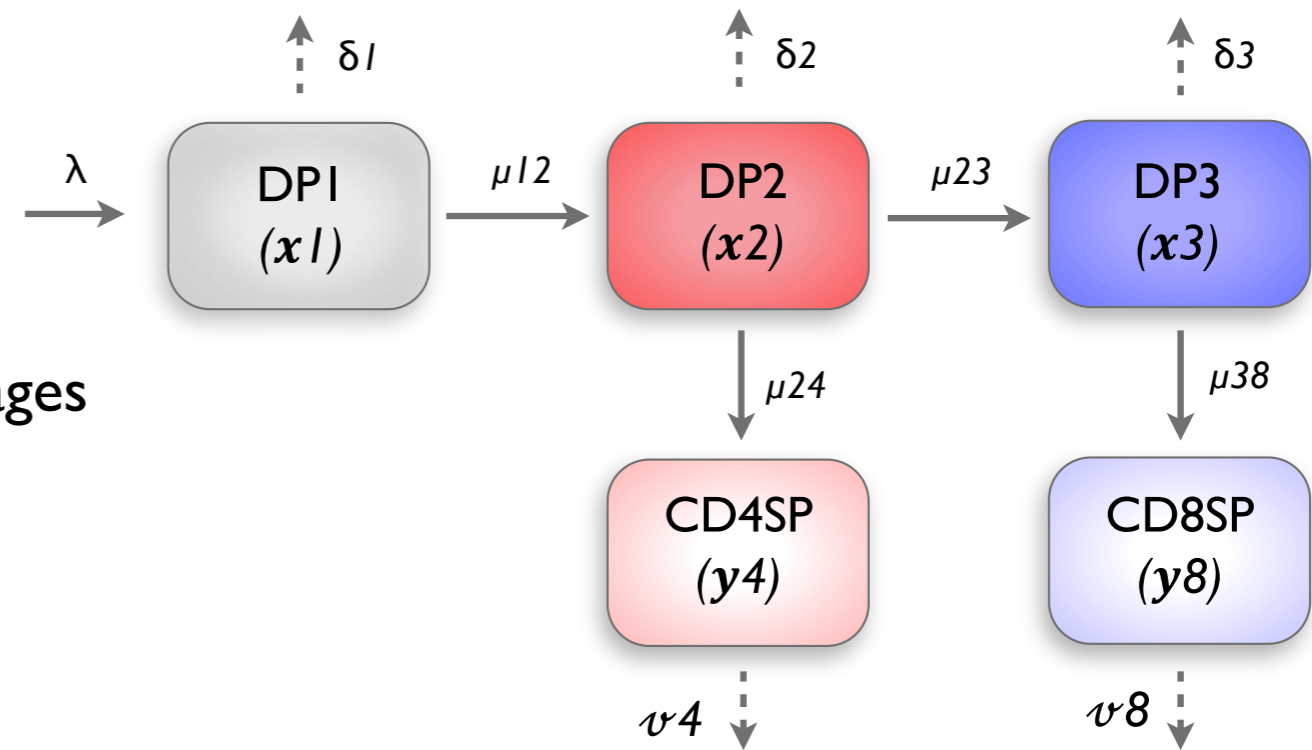 δ1
δ2
δ3
λ
DP1
(x1)
μ12
DP2
(x2)
μ23
DP3
(x3)
ages
μ24
μ38
CD4SP
(y4)
CD8SP
(y8)
𝓋4
𝓋8